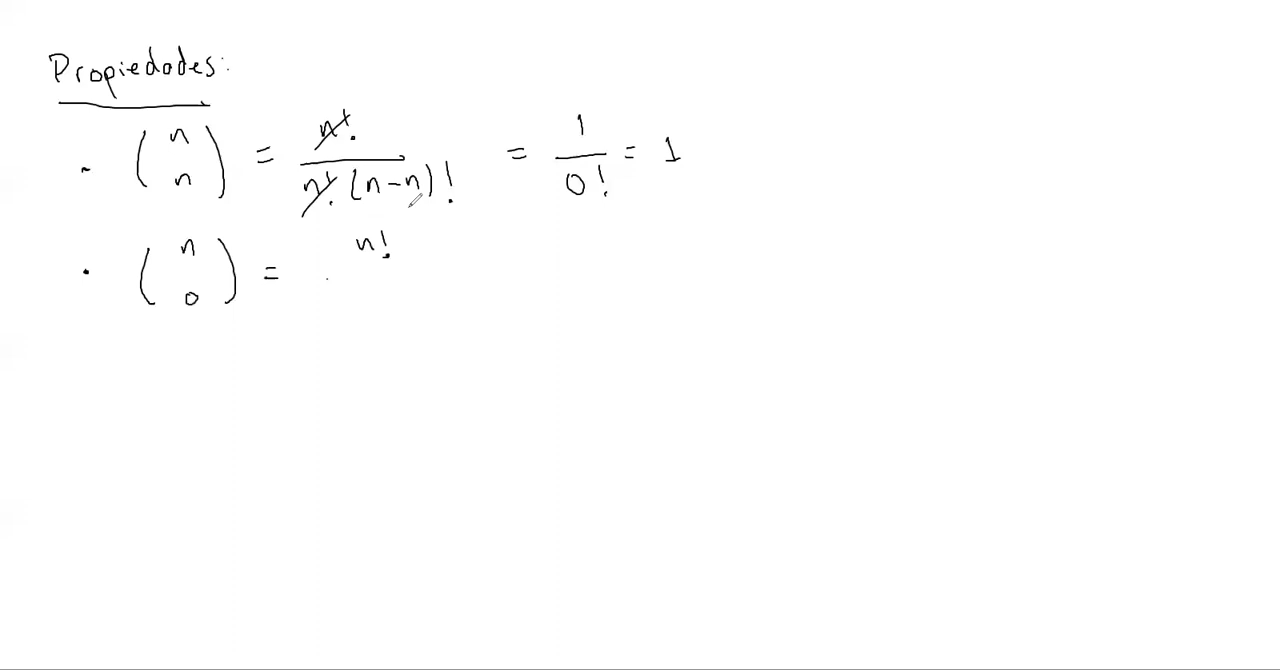 Propiedades:
· (n n) = n! / n! (n-n)! = 1 / 0! = 1
· (n 0) = n!